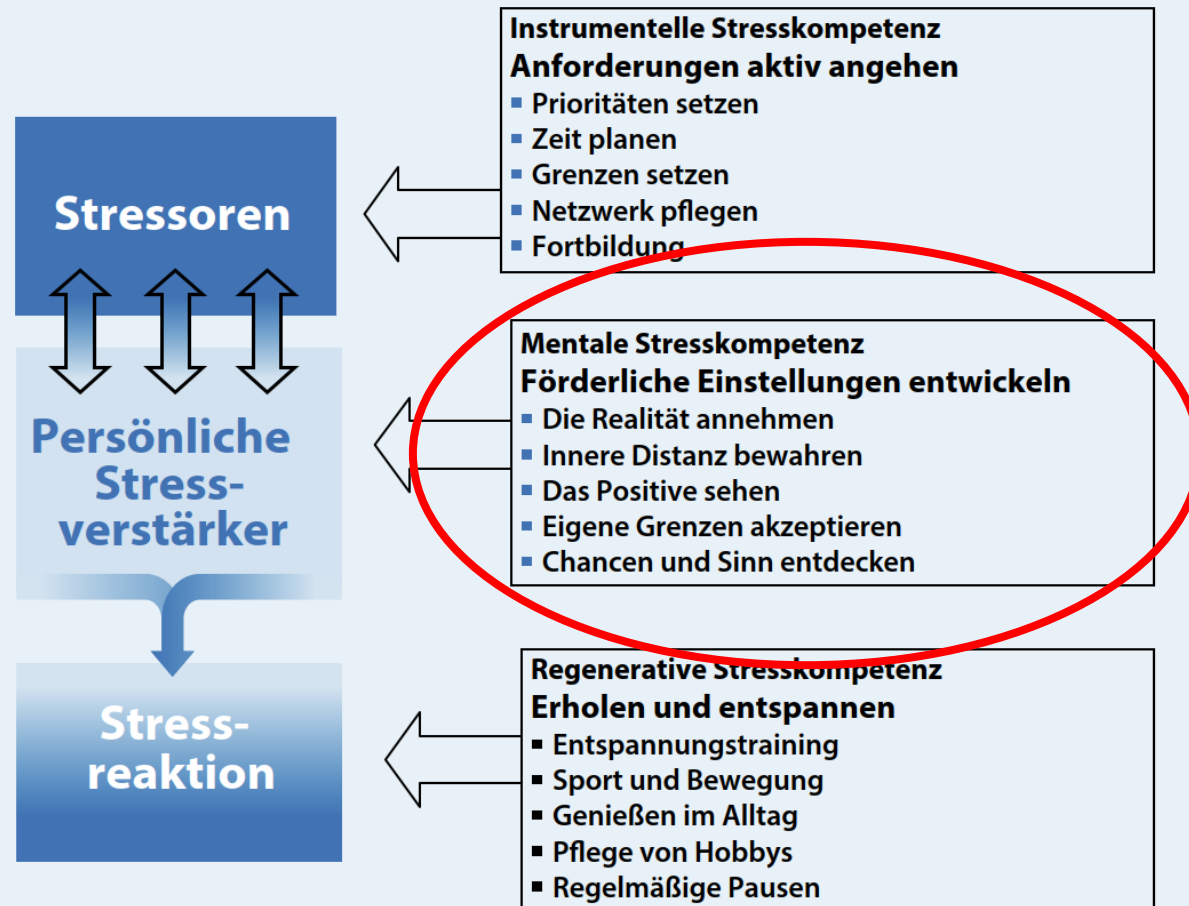 Instrumentelle Stresskompetenz
Anforderungen aktiv angehen
▪ Prioritäten setzen
▪ Zeit planen
▪ Grenzen setzen
▪ Netzwerk pflegen
▪ Fortbildung
Stressoren
Mentale Stresskompetenz
Förderliche Einstellungen entwickeln
▪ Die Realität annehmen
▪ Innere Distanz bewahren
▪ Das Positive sehen
▪ Eigene Grenzen akzeptieren
▪ Chancen und Sinn entdecken
Persönliche
Stress-
verstärker
Regenerative Stresskompetenz
Erholen und entspannen
▪ Entspannungstraining
▪ Sport und Bewegung
▪ Genießen im Alltag
▪ Pflege von Hobbys
▪ Regelmäßige Pausen
Stress-
reaktion